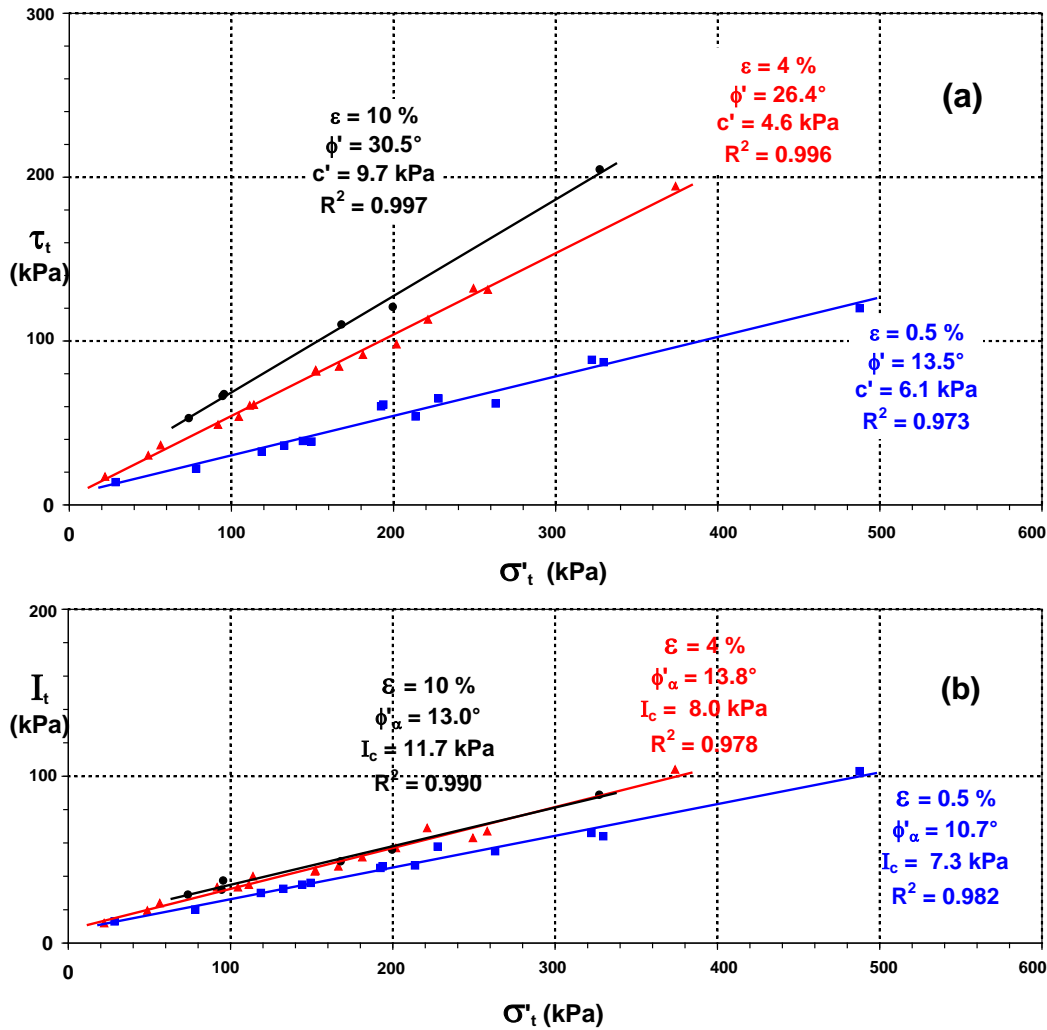 300
ε = 4 %
ϕ' = 26.4°
c' = 4.6 kPa
R² = 0.996
(a)
ε = 10 %
ϕ' = 30.5°
c' = 9.7 kPa
R² = 0.997
200
τt
(kPa)
100
ε = 0.5 %
ϕ' = 13.5°
c' = 6.1 kPa
R² = 0.973
0
0 100 200 300 400 500 600
σ't (kPa)
200
It
(kPa)
ε = 4 %
ϕ'α = 13.8°
Ic = 8.0 kPa
R² = 0.978
(b)
ε = 10 %
ϕ'α = 13.0°
Ic = 11.7 kPa
R² = 0.990
100
ε = 0.5 %
ϕ'α = 10.7°
Ic = 7.3 kPa
R² = 0.982
0
0 100 200 300 400 500 600
σ't (kPa)